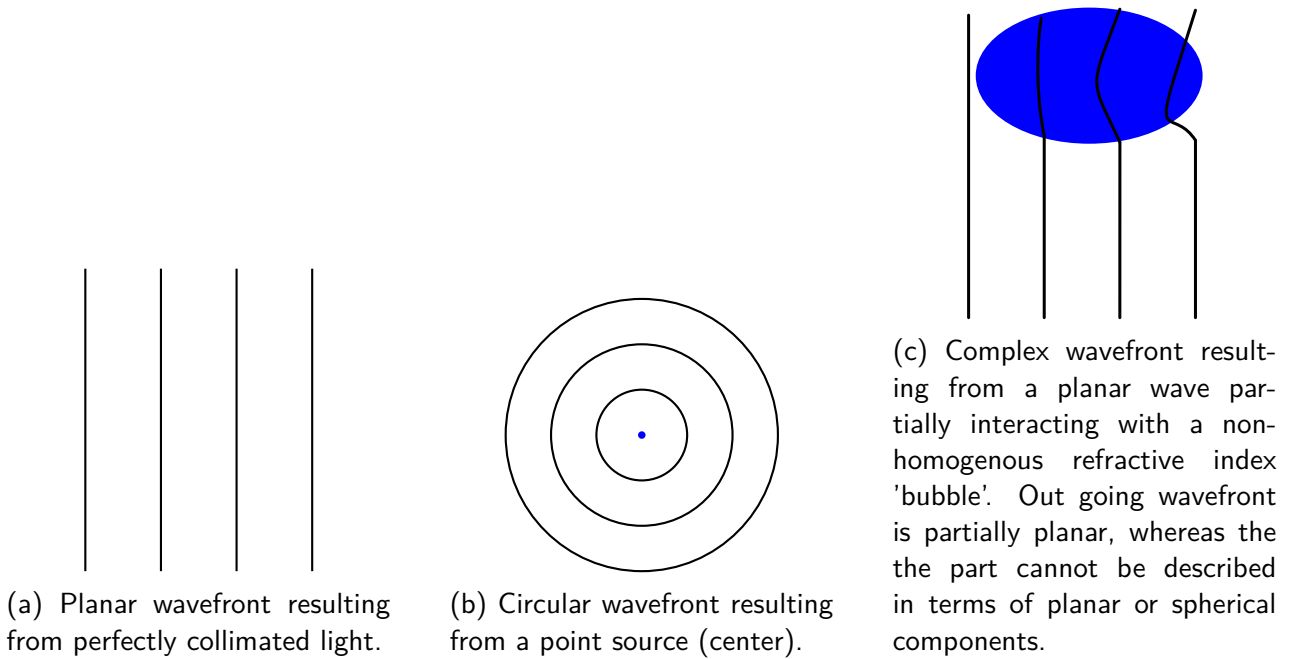 (a) Planar wavefront resulting
from perfectly collimated light.
(b) Circular wavefront resulting
from a point source (center).
(c) Complex wavefront result-
ing from a planar wave par-
tially interacting with a non-
homogenous refractive index
'bubble'. Out going wavefront
is partially planar, whereas the
the part cannot be described
in terms of planar or spherical
components.